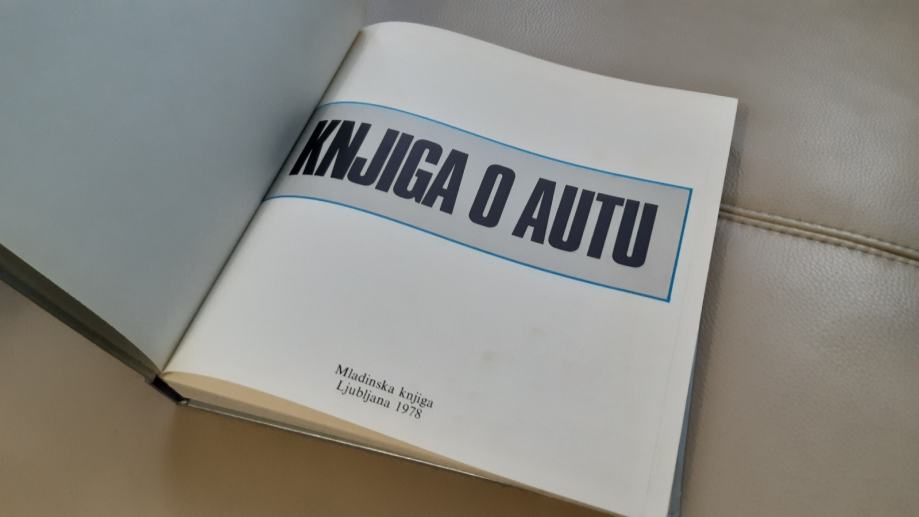 KNJIGA O AUTU
Mladinska knjiga
Ljubljana 1978